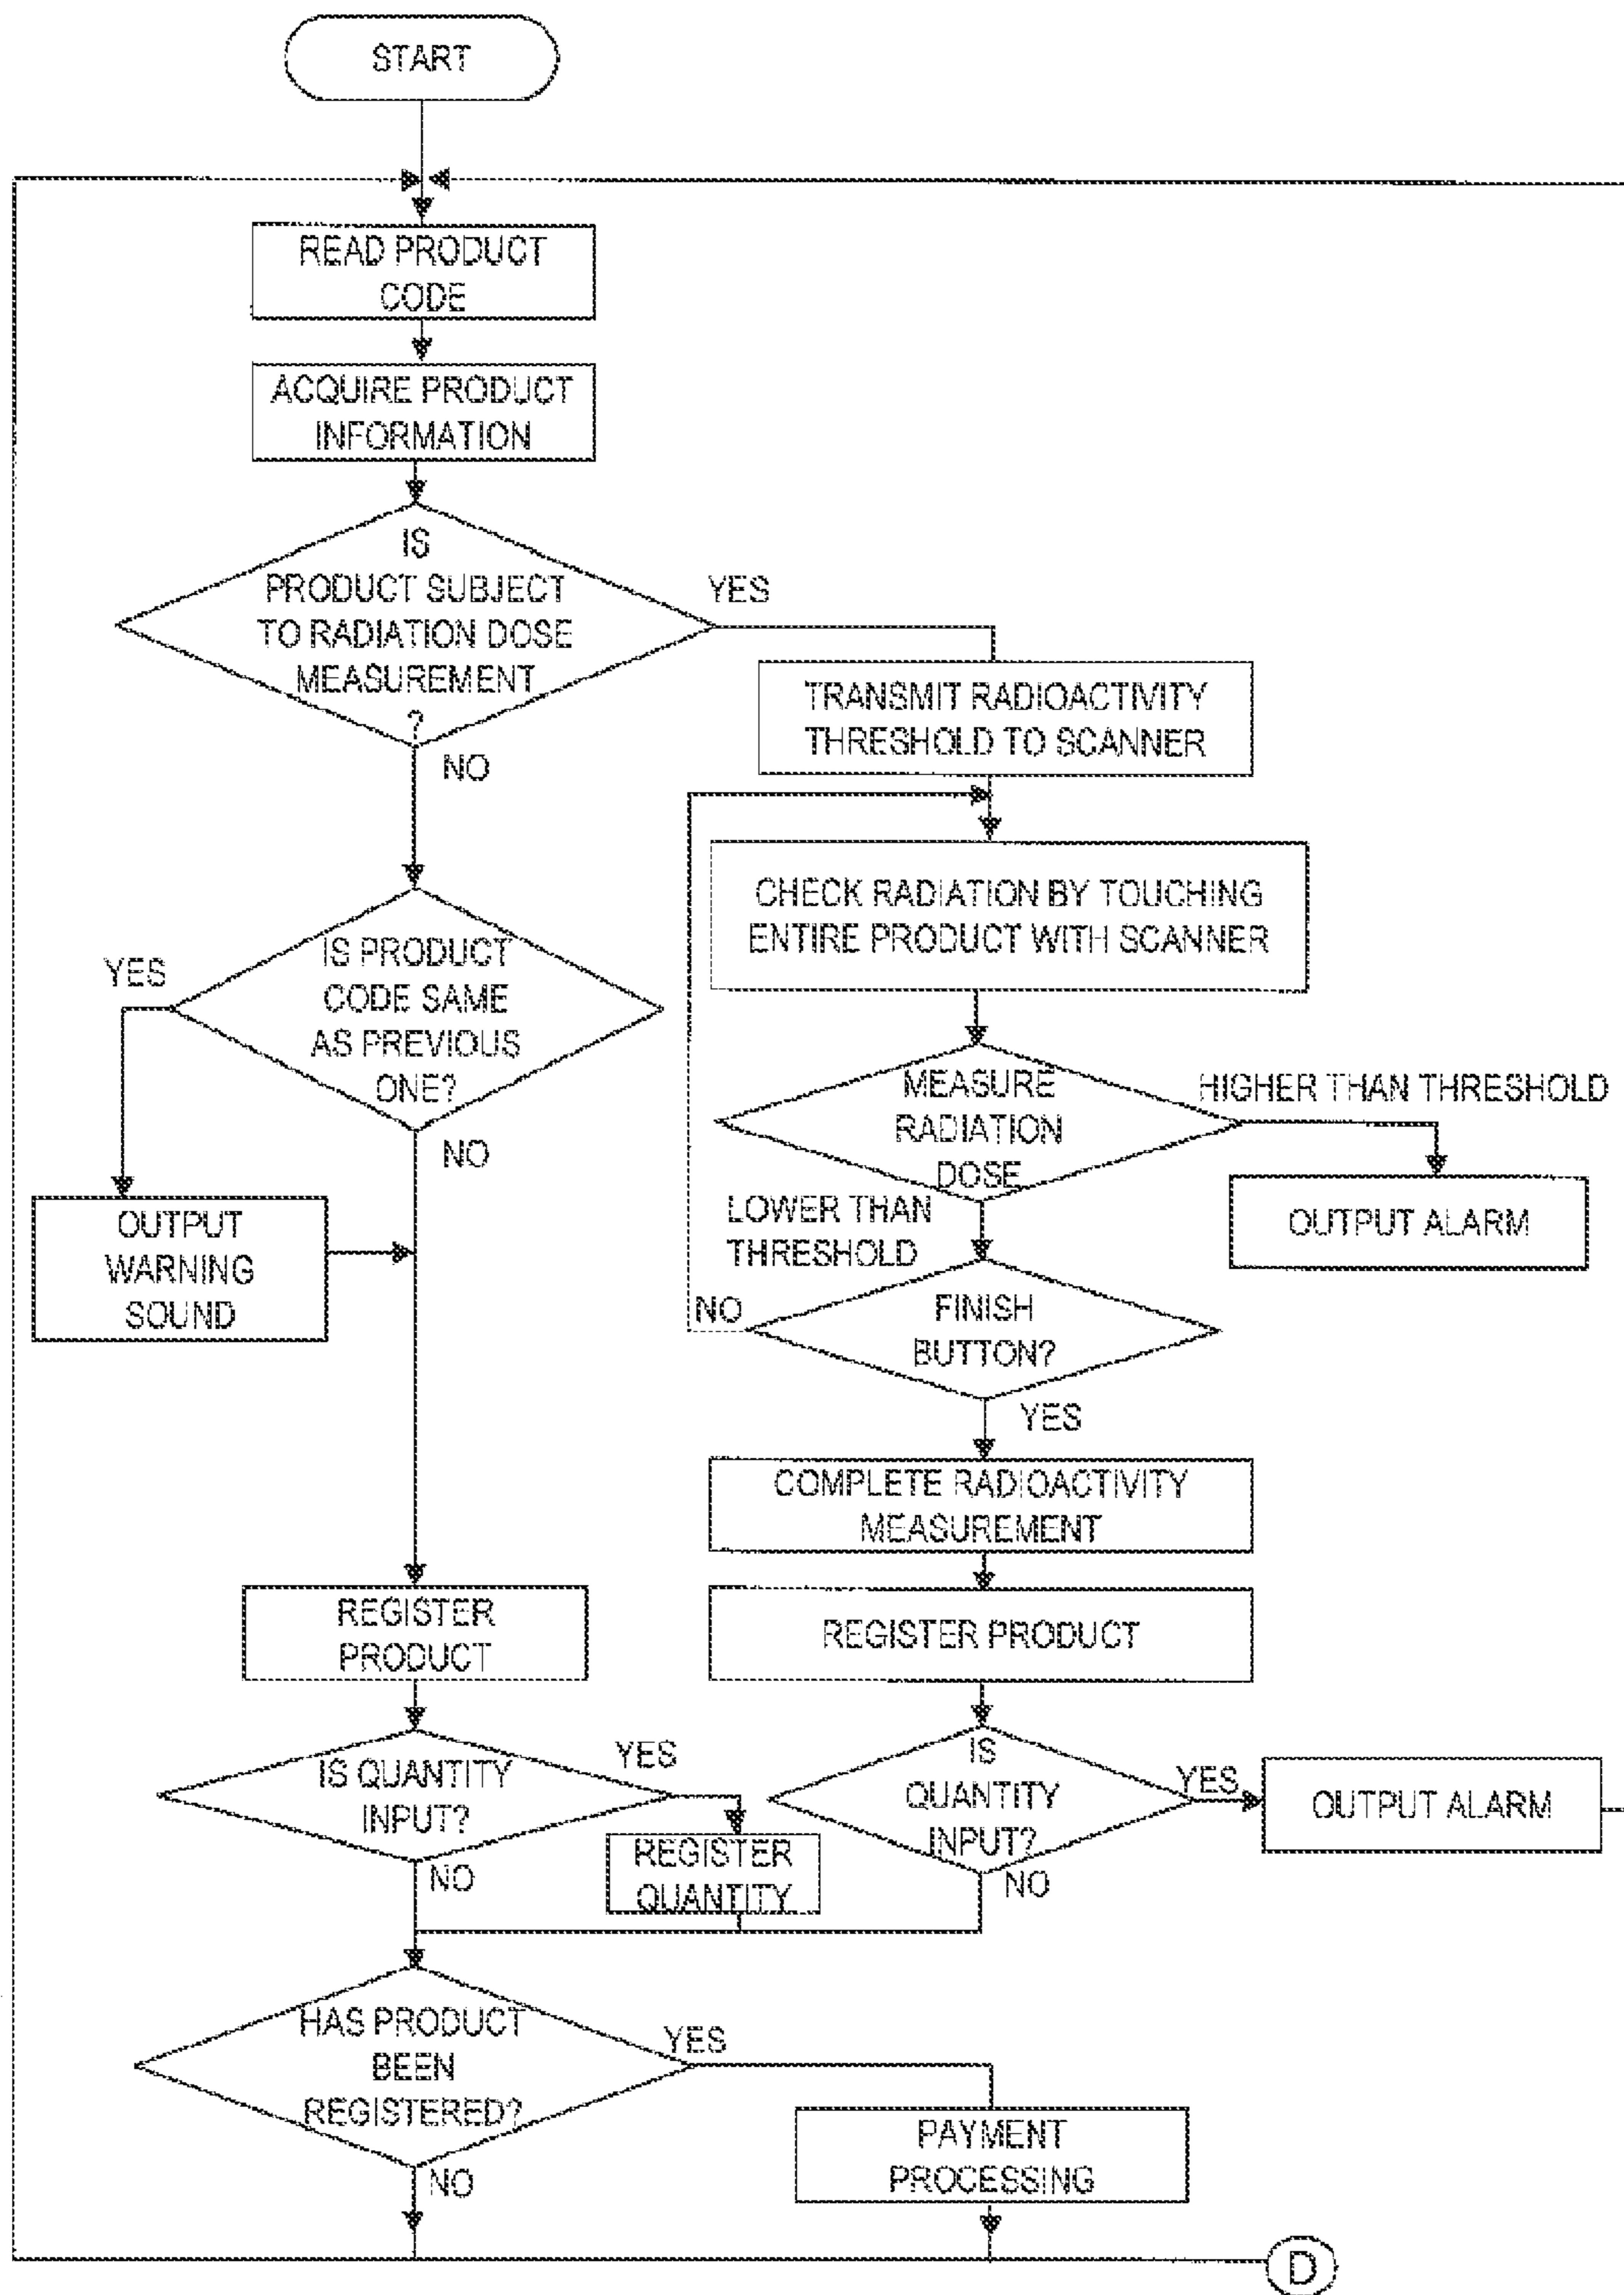 START
READ PRODUCT
CODE
ACQUIRE PRODUCT
INFORMATION
IS
PRODUCT SUBJECT
TO RADIATION DOSE
MEASUREMENT
?
YES
NO
TRANSMIT RADIOACTIVITY
THRESHOLD TO SCANNER
CHECK RADIATION BY TOUCHING
ENTIRE PRODUCT WITH SCANNER
IS PRODUCT
CODE SAME
AS PREVIOUS
ONE?
YES
NO
OUTPUT
WARNING
SOUND
MEASURE
RADIATION
DOSE
HIGHER THAN THRESHOLD
OUTPUT ALARM
LOWER THAN
THRESHOLD
FINISH
BUTTON?
NO
YES
COMPLETE RADIOACTIVITY
MEASUREMENT
REGISTER
PRODUCT
REGISTER PRODUCT
IS QUANTITY
INPUT?
YES
NO
REGISTER
QUANTITY
IS
QUANTITY
INPUT?
YES
NO
OUTPUT ALARM
HAS PRODUCT
BEEN
REGISTERED?
YES
NO
PAYMENT
PROCESSING
D